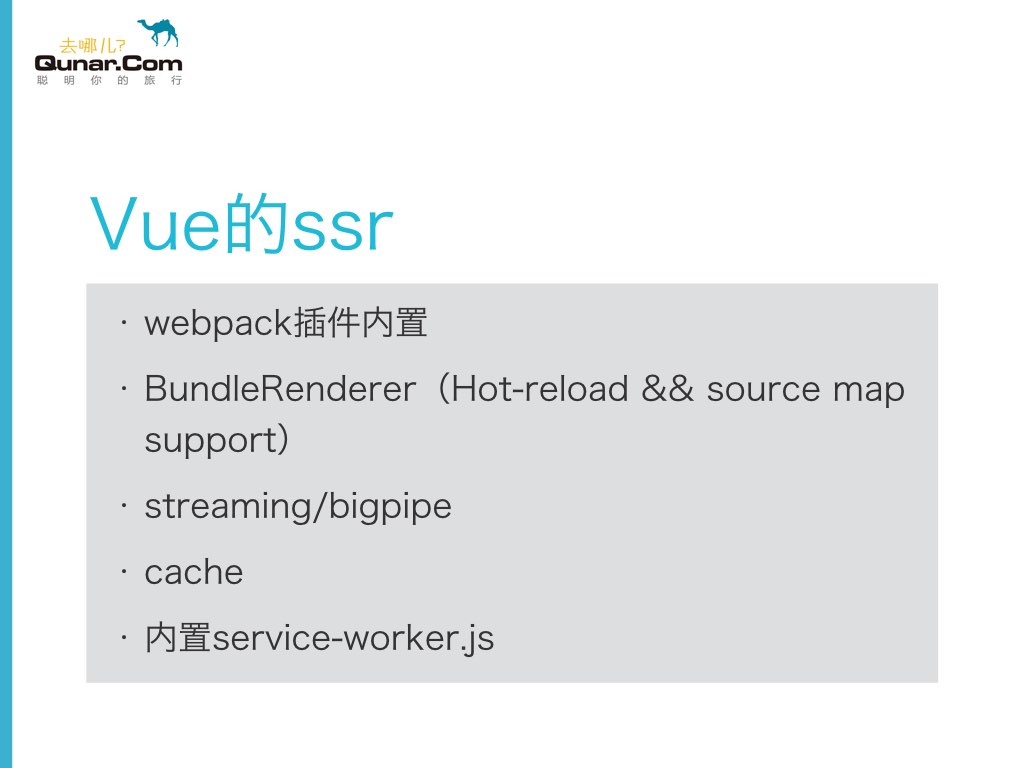 去哪儿?
Qunar.Com
聪明你的旅行
Vue的ssr
· webpack插件内置
· BundleRenderer（Hot-reload && source map
support）
· streaming/bigpipe
· cache
· 内置service-worker.js